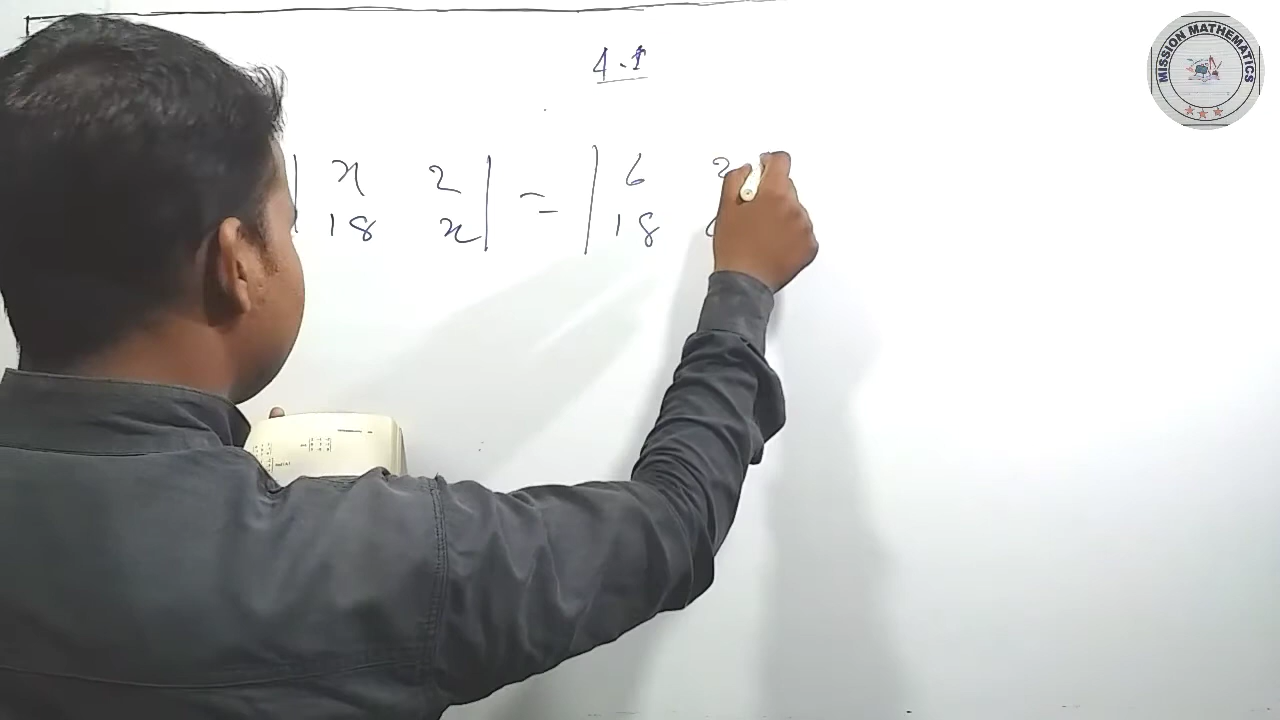 MISSION MATHEMATICS
4.1
| x 2 | = | 6 2
| 18 x | | 18